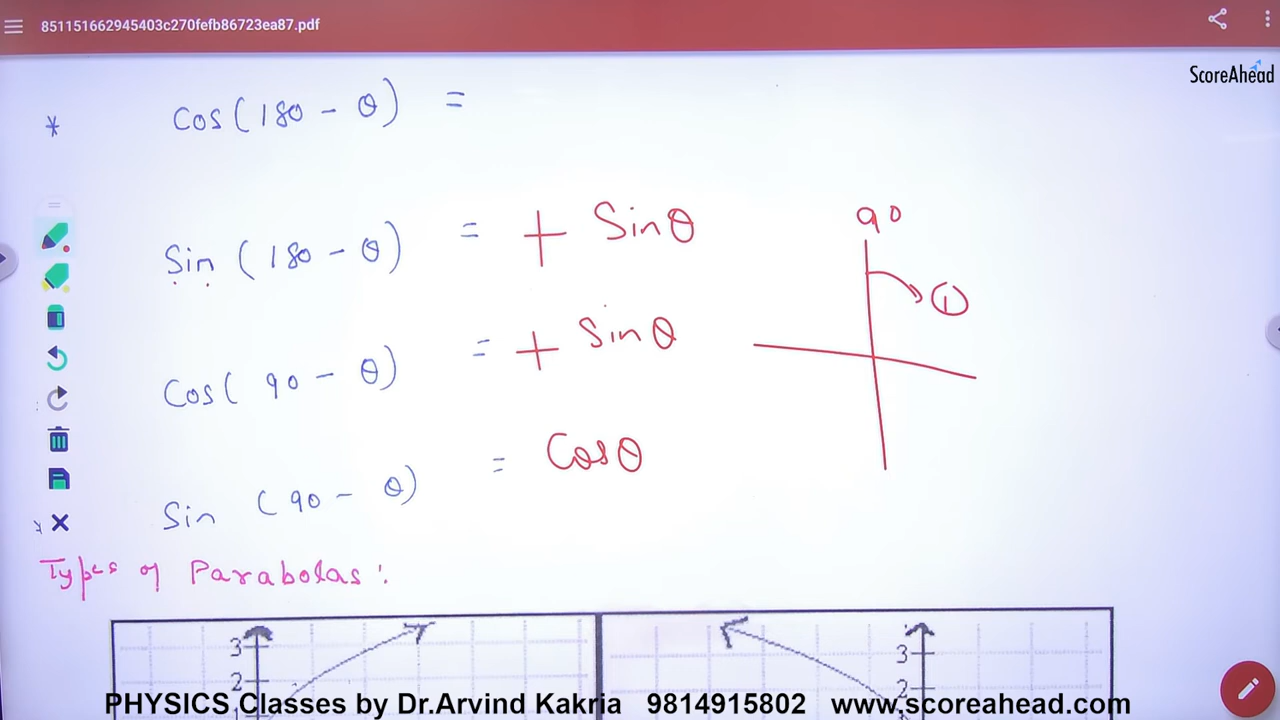 851151662945403c270fefb86723ea87.pdf
ScoreAhead
* Cos(180 - θ) =
Sin (180 - θ) = + Sinθ
90
①
Cos( 90 - θ) = + Sinθ
Sin (90 - θ) = Cosθ
Types of Parabolas:
3 3
2 2
PHYSICS Classes by Dr.Arvind Kakria 9814915802 www.scoreahead.com